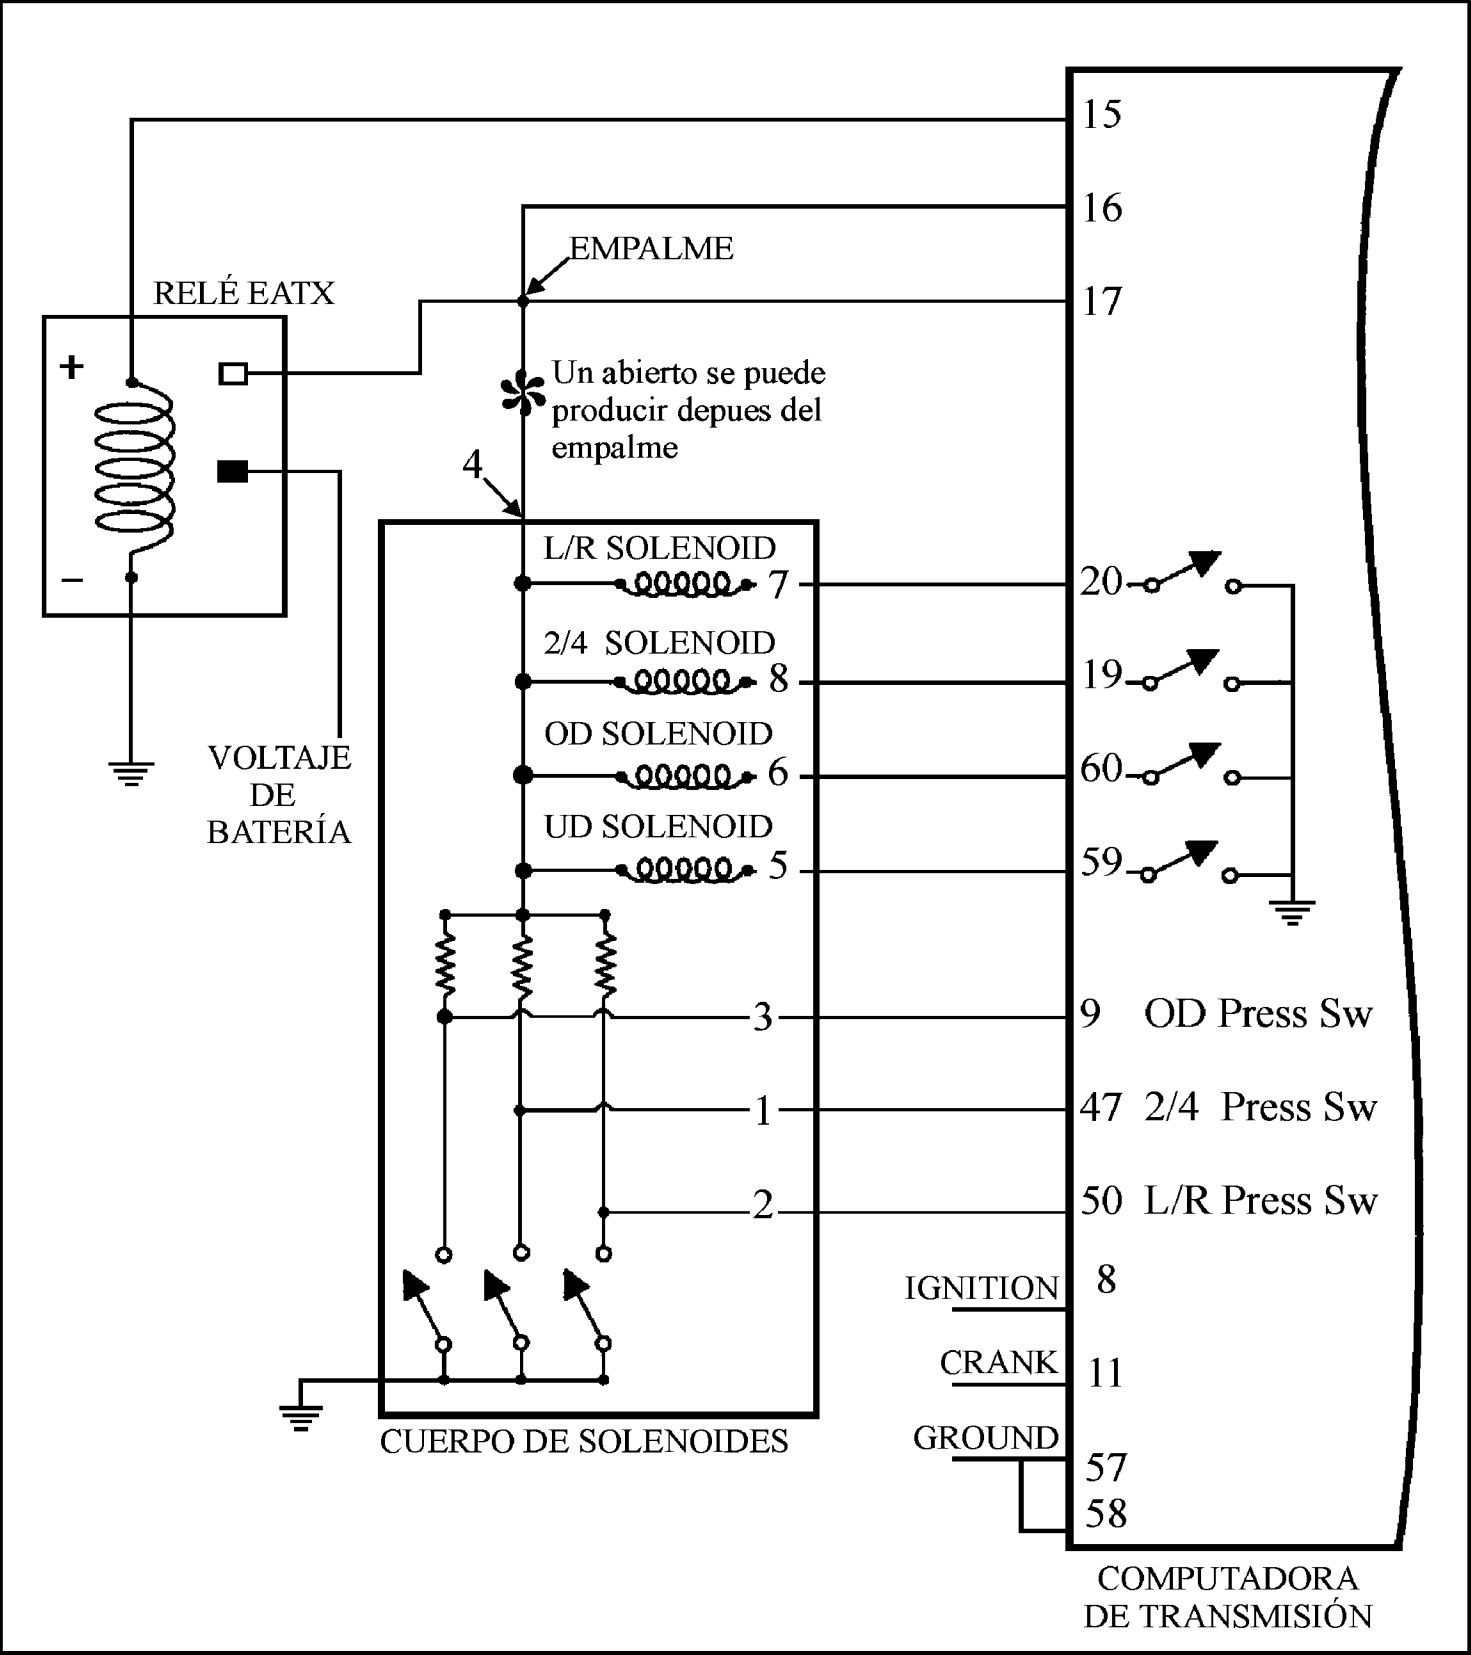 15
16
EMPALME
RELÉ EATX
17
+
Un abierto se puede
producir depues del
empalme
4
−
L/R SOLENOID
7
20
2/4 SOLENOID
8
19
OD SOLENOID
6
60
UD SOLENOID
5
59
VOLTAJE
DE
BATERÍA
3
9 OD Press Sw
1
47 2/4 Press Sw
2
50 L/R Press Sw
IGNITION 8
CRANK 11
GROUND
57
58
CUERPO DE SOLENOIDES
COMPUTADORA
DE TRANSMISIÓN